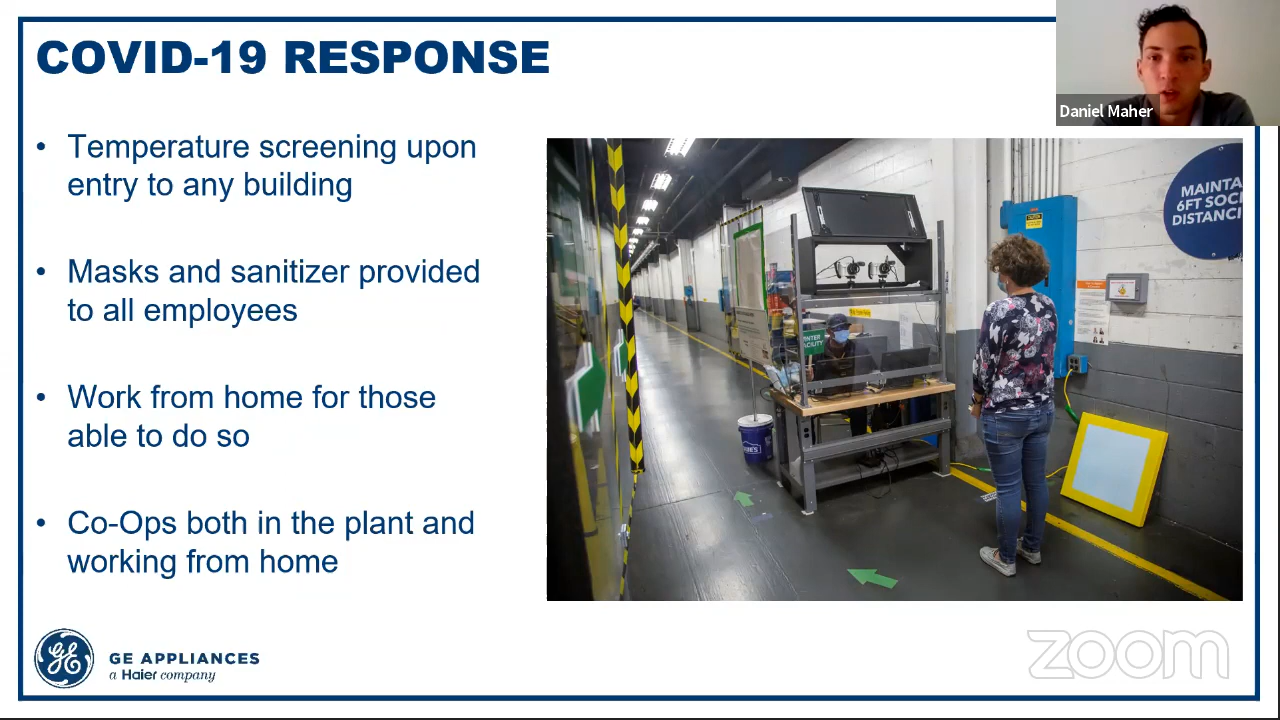 COVID-19 RESPONSE
Daniel Maher
• Temperature screening upon
entry to any building
• Masks and sanitizer provided
to all employees
• Work from home for those
able to do so
• Co-Ops both in the plant and
working from home
MAINTA
6FT SOCI
DISTANCI
CAUTION
GE APPLIANCES
a Haier company
zoom